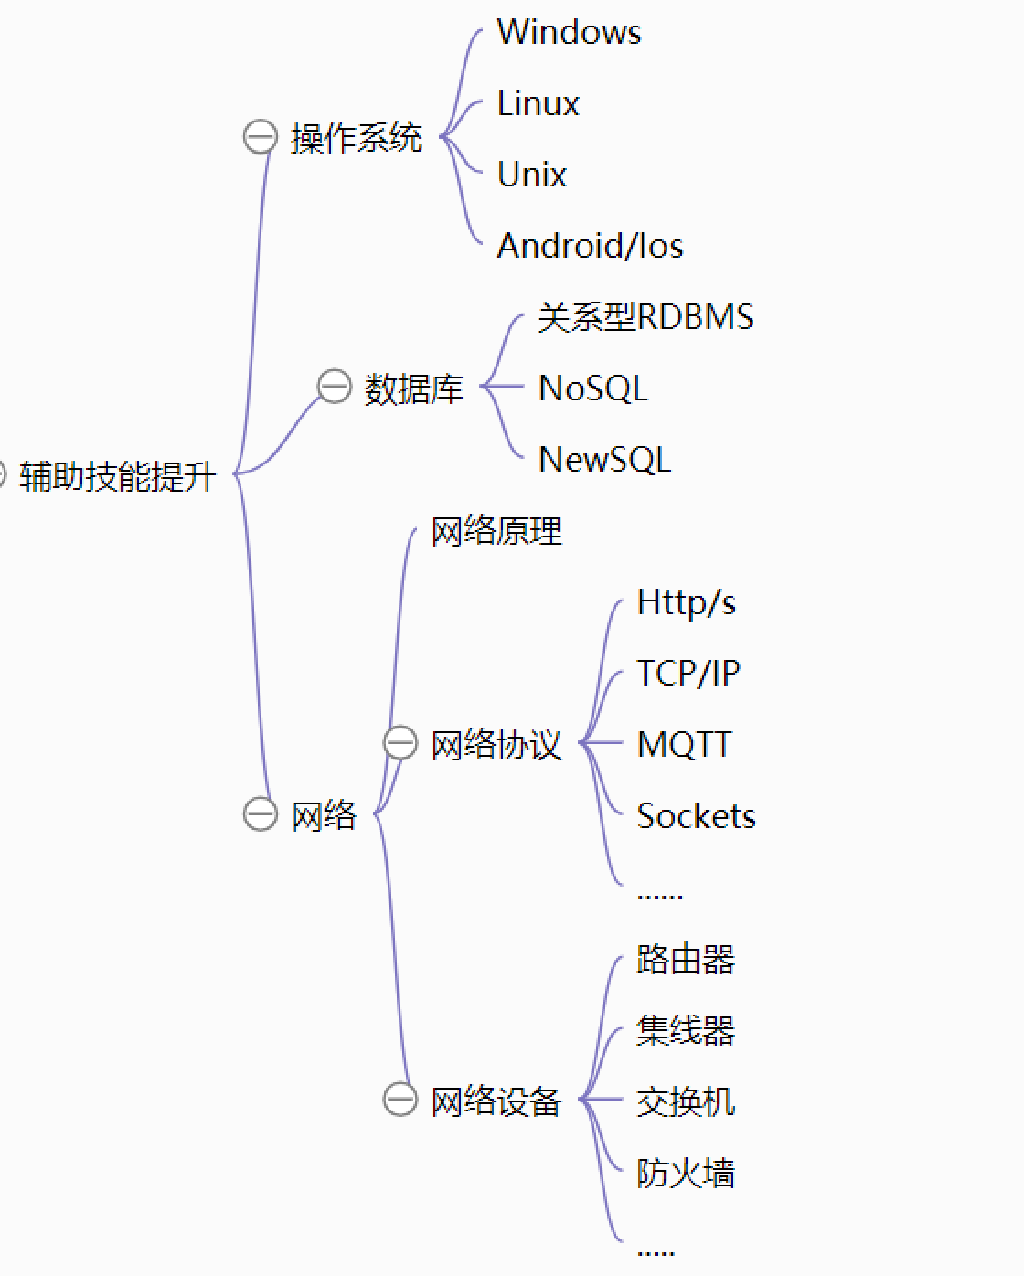 Windows
Linux
操作系统
Unix
Android/Ios
关系型RDBMS
数据库
NoSQL
NewSQL
辅助技能提升
网络原理
Http/s
TCP/IP
网络协议
MQTT
Sockets
网络
......
路由器
集线器
网络设备
交换机
防火墙
.....